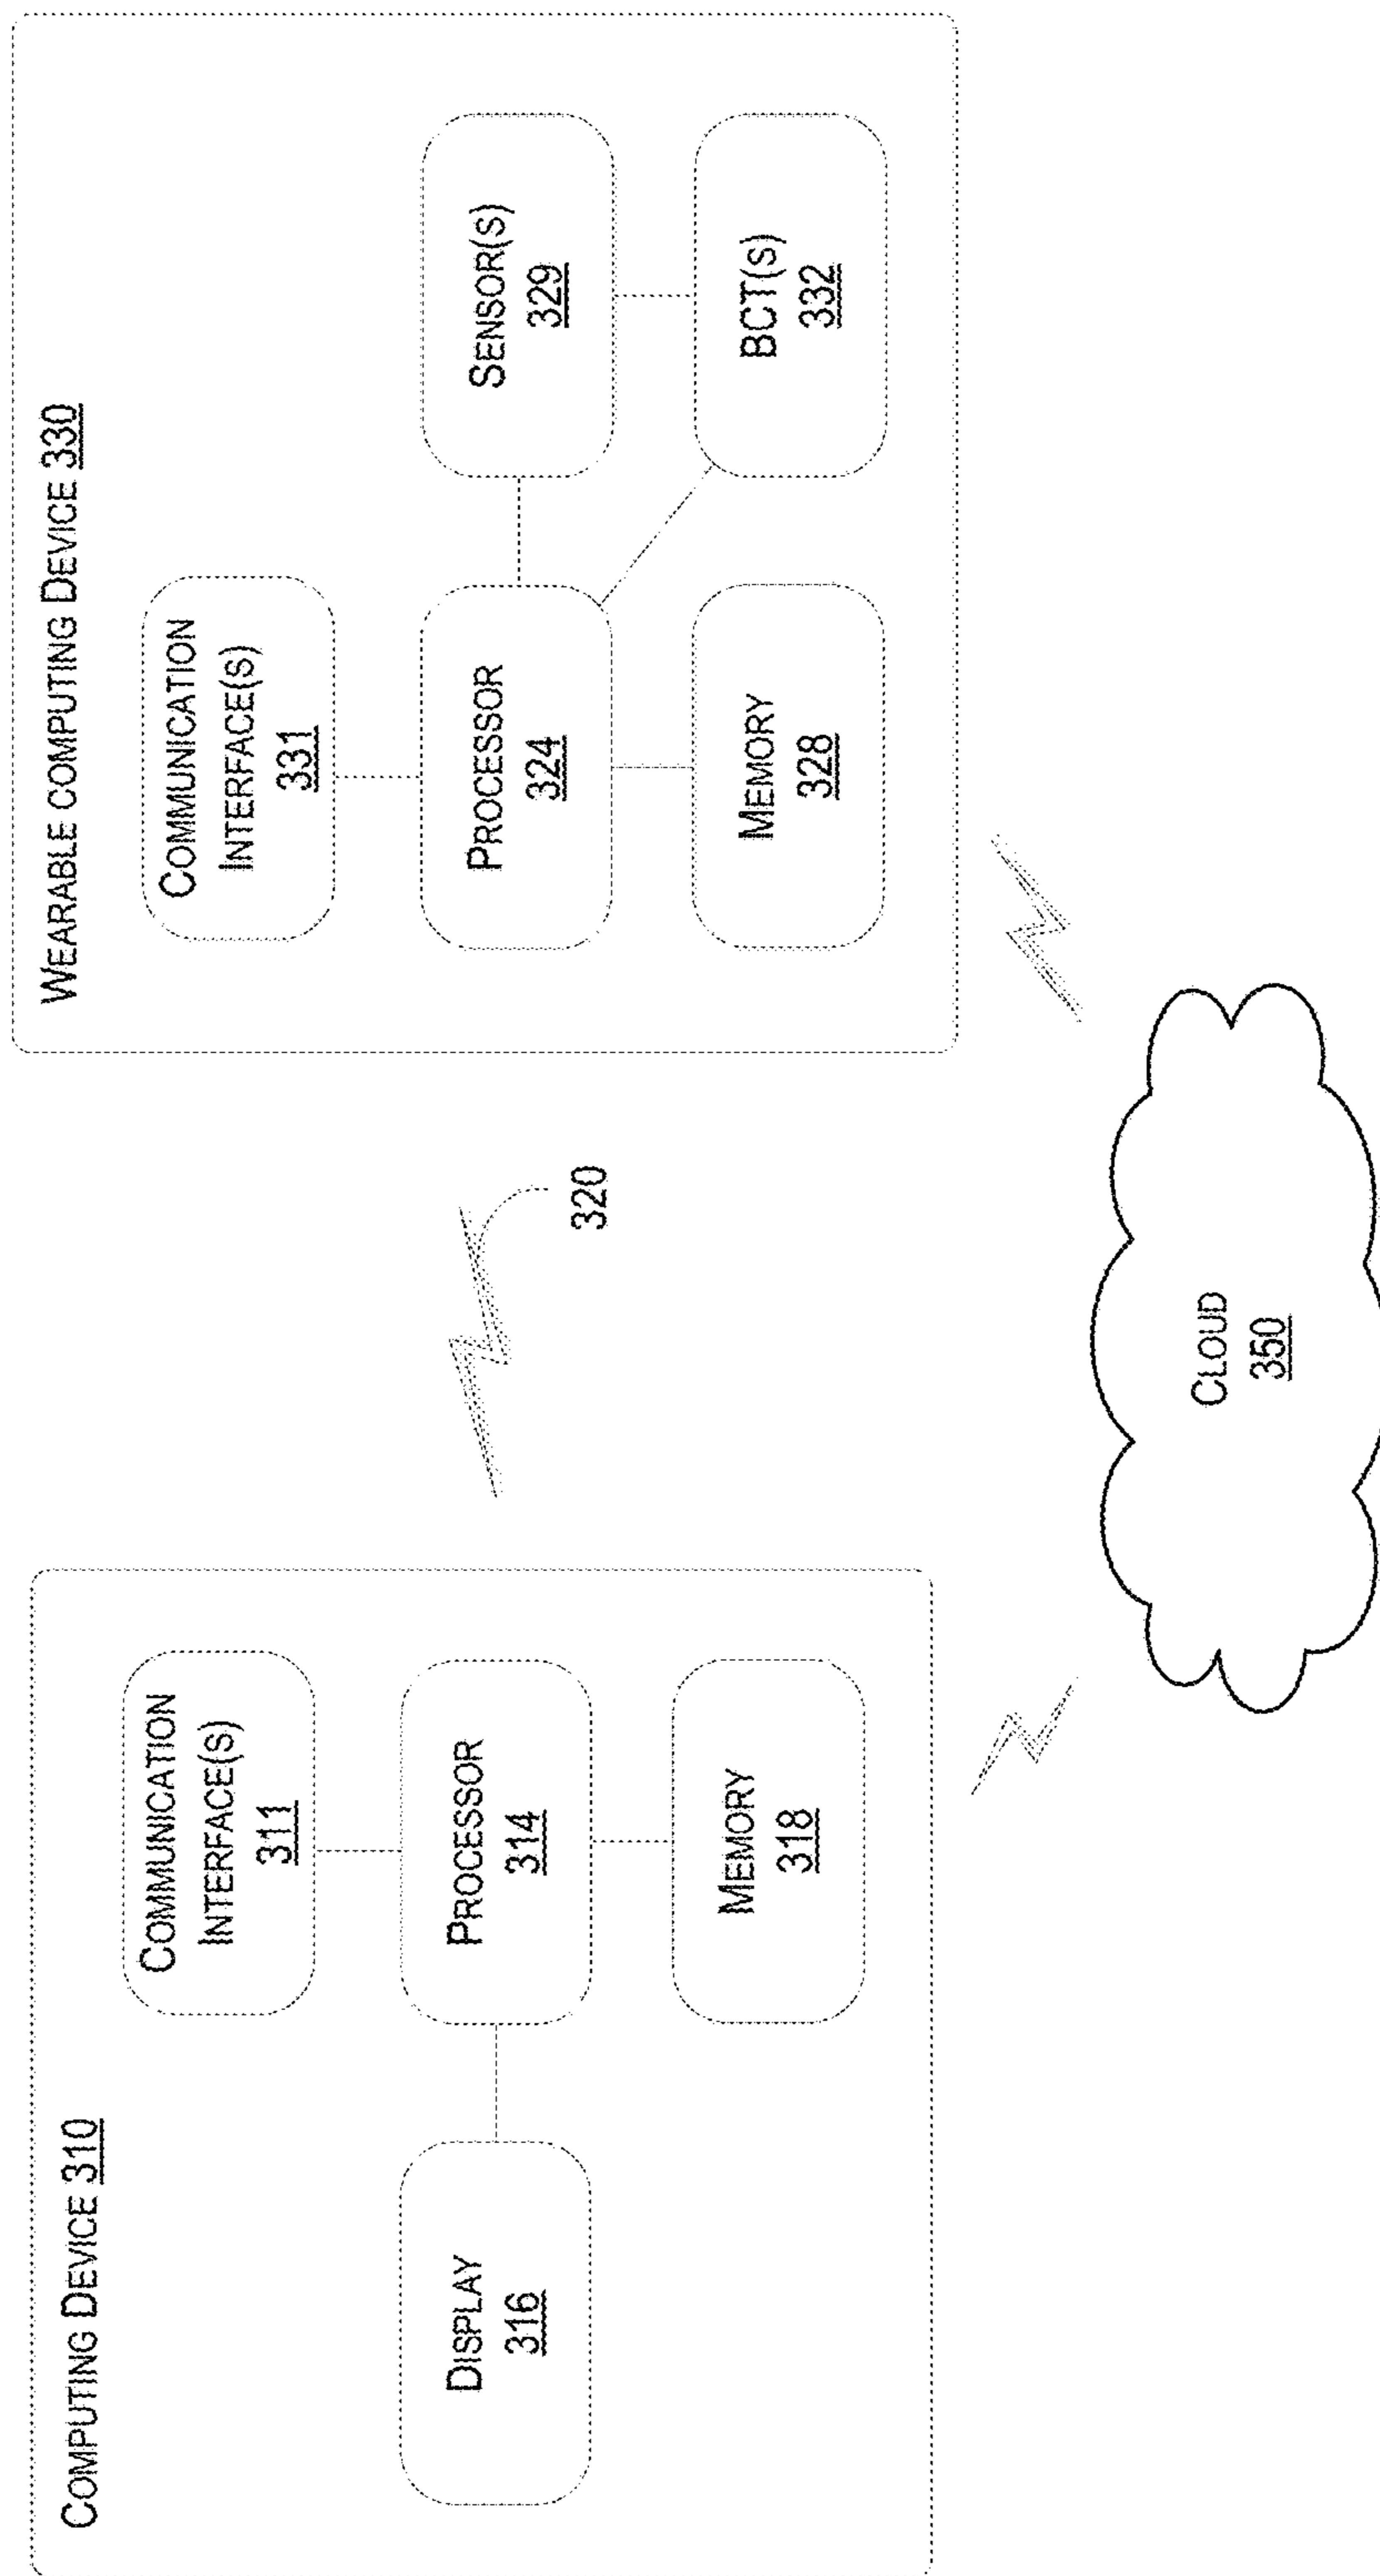 COMPUTING DEVICE 310
COMMUNICATION
INTERFACE(S)
311
DISPLAY
316
PROCESSOR
314
MEMORY
318
320
WEARABLE COMPUTING DEVICE 330
COMMUNICATION
INTERFACE(S)
331
PROCESSOR
324
SENSOR(S)
329
MEMORY
328
BCT(S)
332
CLOUD
350